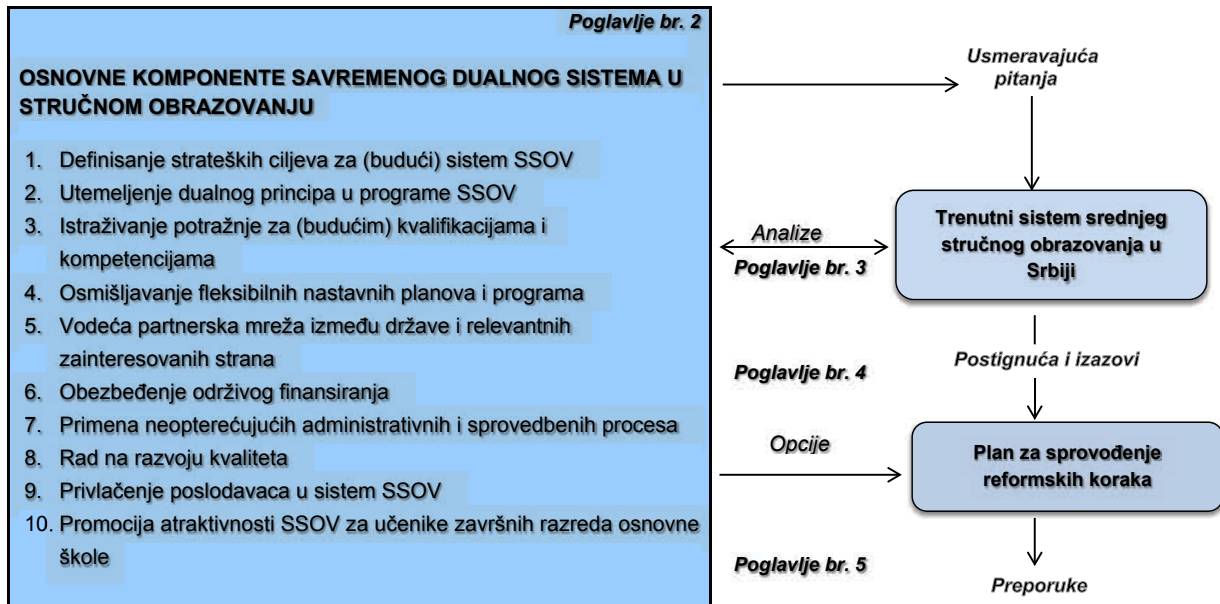 Poglavlje br. 2
OSNOVNE KOMPONENTE SAVREMENOG DUALNOG SISTEMA U
STRUČNOM OBRAZOVANJU
1. Definisanje strateških ciljeva za (budući) sistem SSOV
2. Utemeljenje dualnog principa u programe SSOV
3. Istraživanje potražnje za (budućim) kvalifikacijama i
kompetencijama
4. Osmišljavanje fleksibilnih nastavnih planova i programa
5. Vodeća partnerska mreža između države i relevantnih
zainteresovanih strana
6. Obezbeđenje održivog finansiranja
7. Primena neopterećujućih administrativnih i sprovedbenih procesa
8. Rad na razvoju kvaliteta
9. Privlačenje poslodavaca u sistem SSOV
10. Promocija atraktivnosti SSOV za učenike završnih razreda osnovne
škole
Usmeravajuća
pitanja
Analize
Poglavlje br. 3
Trenutni sistem srednjeg
stručnog obrazovanja u
Srbiji
Poglavlje br. 4
Postignuća i izazovi
Opcije
Plan za sprovođenje
reformskih koraka
Poglavlje br. 5
Preporuke